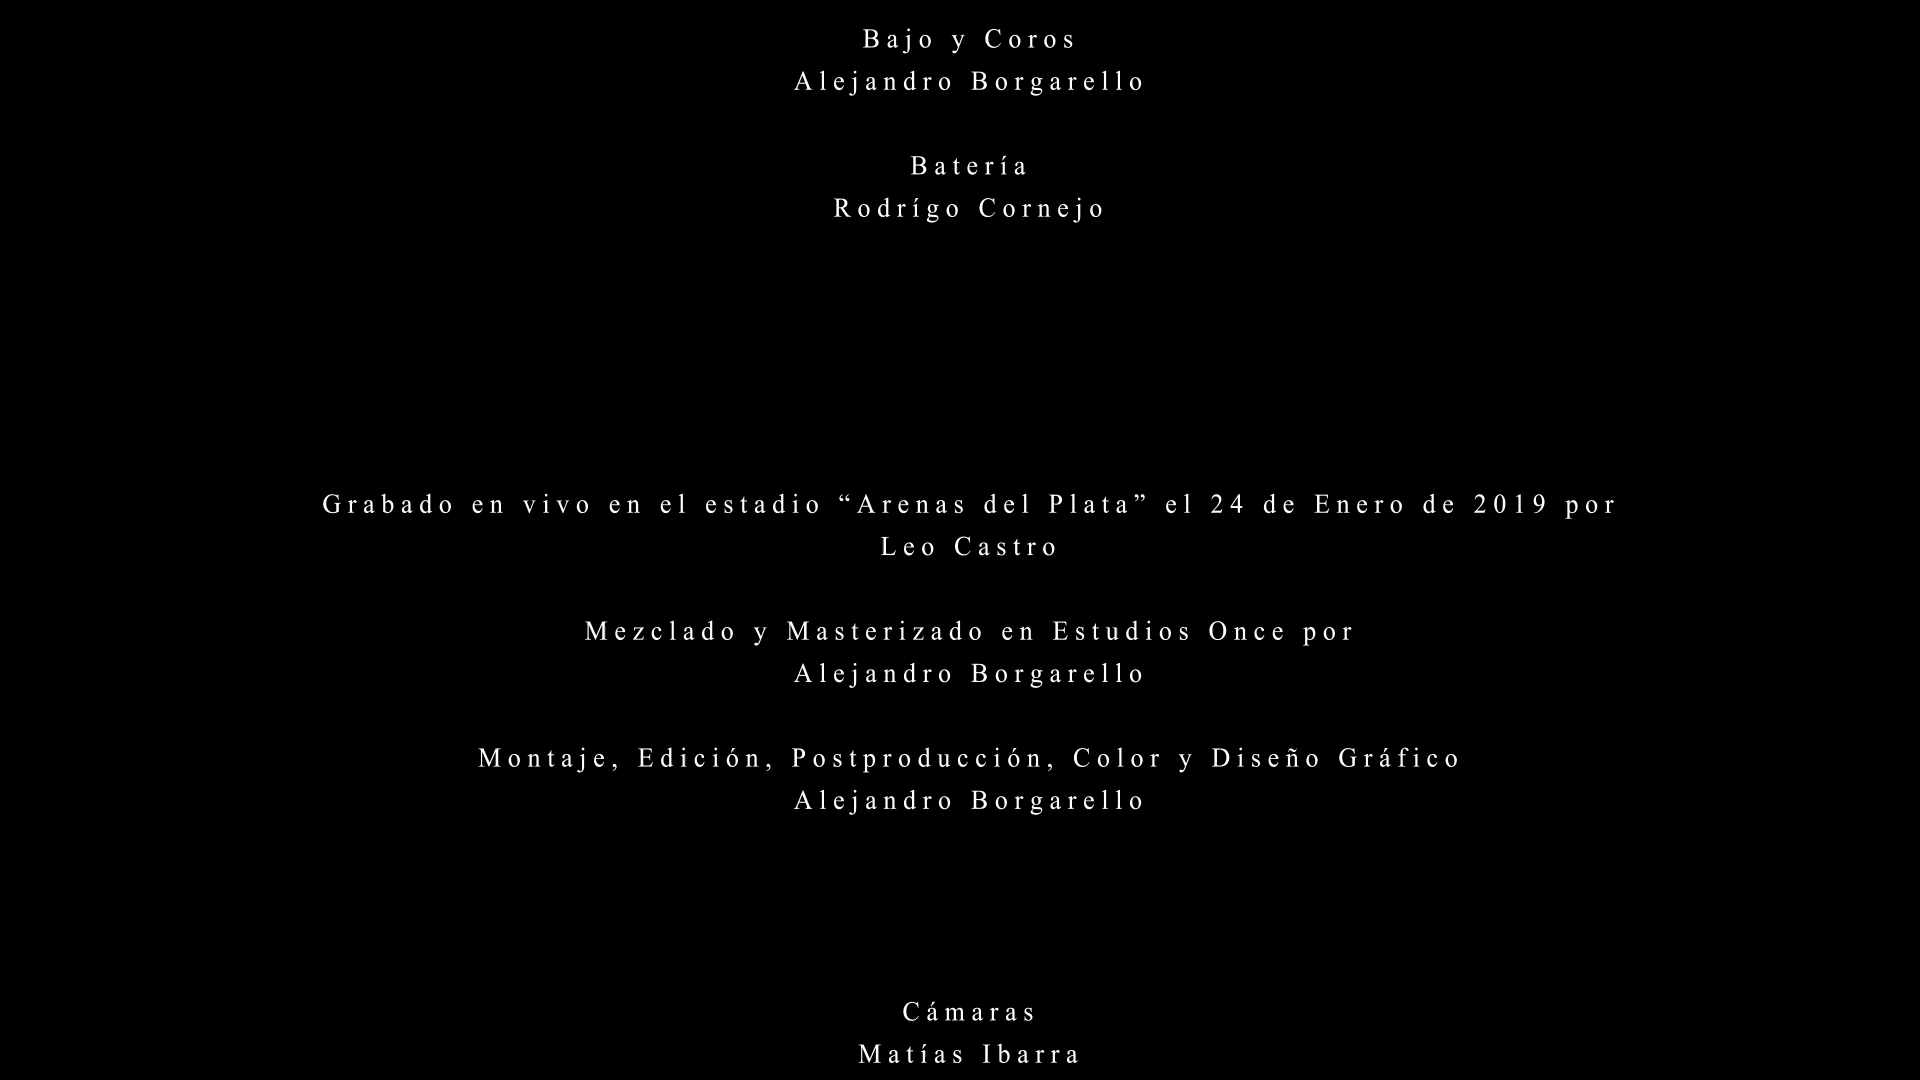 Bajo y Coros
Alejandro Borgarello
Batería
Rodrígo Cornejo
Grabado en vivo en el estadio “Arenas del Plata” el 24 de Enero de 2019 por
Leo Castro
Mezclado y Masterizado en Estudios Once por
Alejandro Borgarello
Montaje, Edición, Postproducción, Color y Diseño Gráfico
Alejandro Borgarello
Cámaras
Matías Ibarra